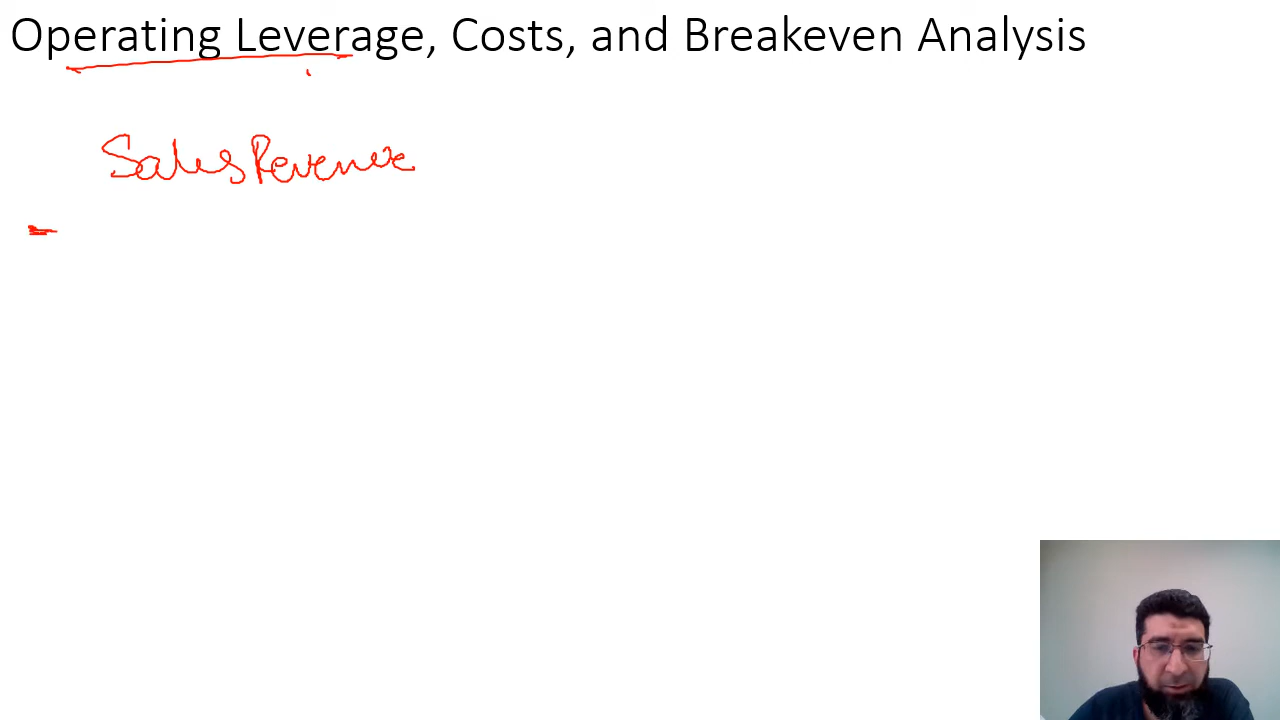 Operating Leverage, Costs, and Breakeven Analysis
Sales Revenue
-